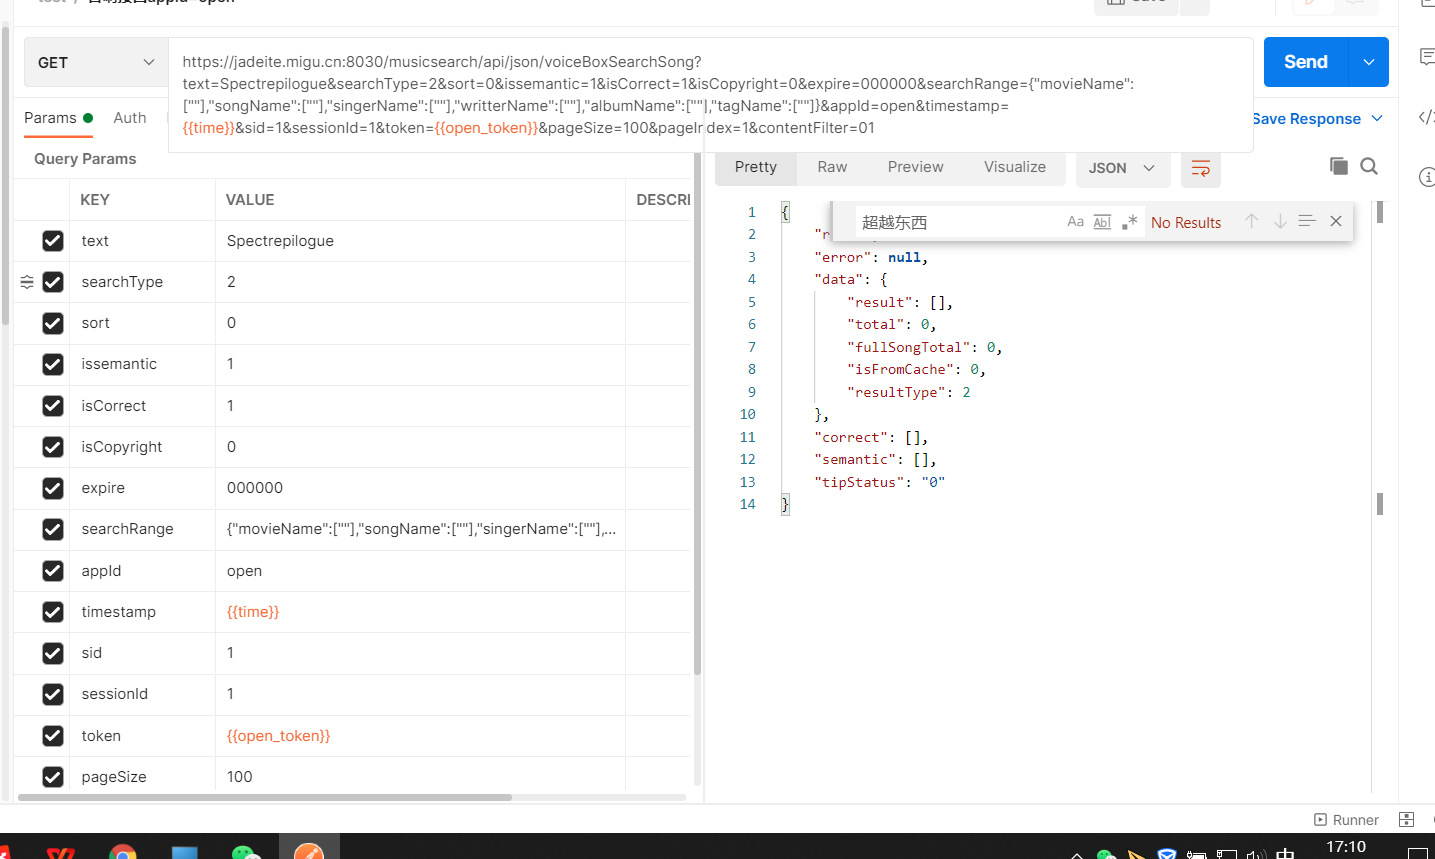 GET
https://jadeite.migu.cn:8030/musicsearch/api/json/voiceBoxSearchSong?
text=Spectrepilogue&searchType=2&sort=0&issemantic=1&isCorrect=1&isCopyright=0&expire=000000&searchRange={"movieName":
[""],"songName":[""],"singerName":[""],"writterName":[""],"albumName":[""],"tagName":[""]}&appId=open&timestamp=
{{time}}&sid=1&sessionId=1&token={{open_token}}&pageSize=100&pageIndex=1&contentFilter=01
Send
Params
Auth
Save Response
Query Params
KEY VALUE DESCRI
text Spectrepilogue
searchType 2
sort 0
issemantic 1
isCorrect 1
isCopyright 0
expire 000000
searchRange {"movieName":[""],"songName":[""],"singerName":[""],...
appId open
timestamp {{time}}
sid 1
sessionId 1
token {{open_token}}
pageSize 100
Pretty Raw Preview Visualize JSON
超越东西 Aa Abl .* No Results
1 {
2 "r
3 "error": null,
4 "data": {
5 "result": [],
6 "total": 0,
7 "fullSongTotal": 0,
8 "isFromCache": 0,
9 "resultType": 2
10 },
11 "correct": [],
12 "semantic": [],
13 "tipStatus": "0"
14 }
Runner
中
17:10